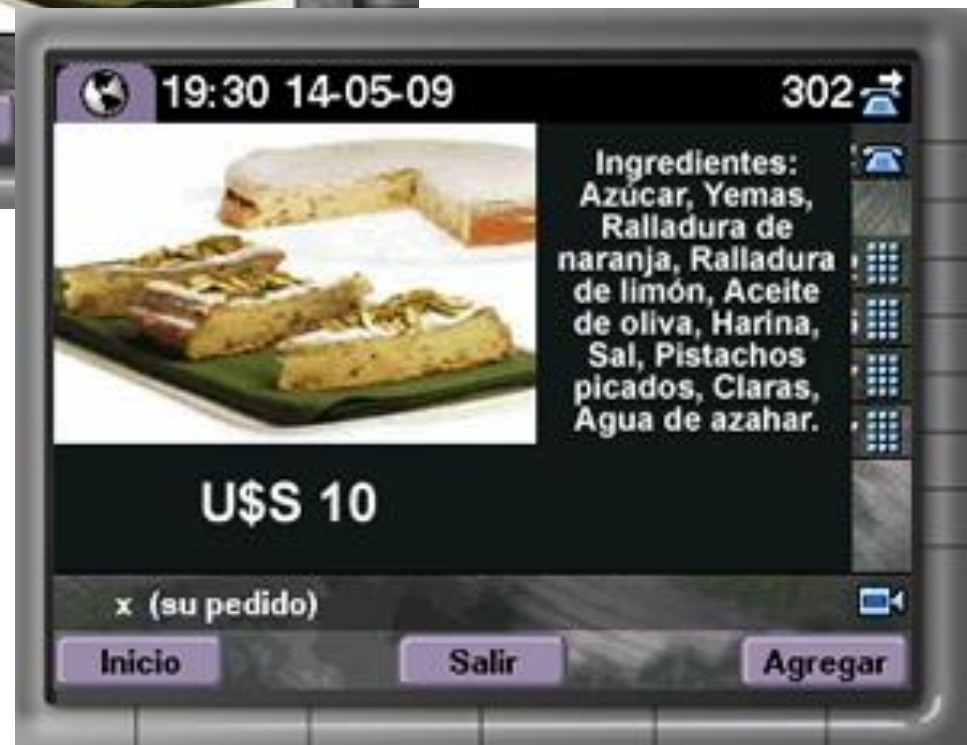 19:30 14-05-09 302
Ingredientes:
Azúcar, Yemas,
Ralladura de
naranja, Ralladura
de limón, Aceite
de oliva, Harina,
Sal, Pistachos
picados, Claras,
Agua de azahar.
U$S 10
x (su pedido)
Inicio Salir Agregar